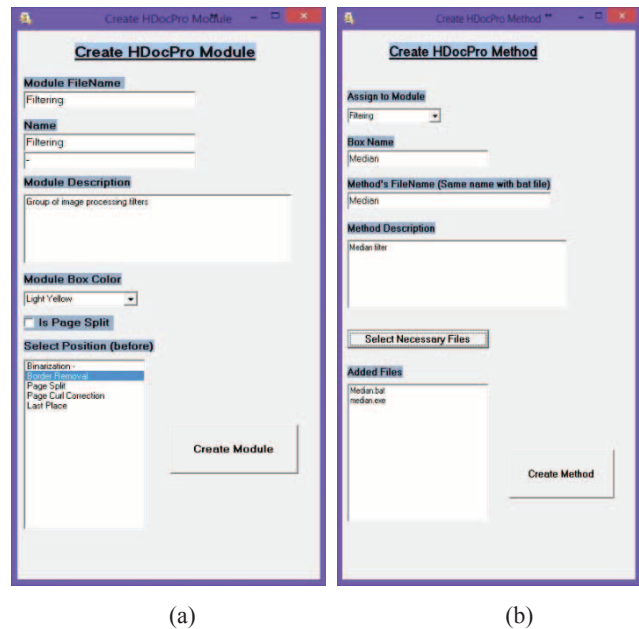 Create HDocPro Module
Create HDocPro Module
Module FileName
Filtering
Name
Filtering
-
Module Description
Group of image processing filters
Module Box Color
Light Yellow
Is Page Split
Select Position (before)
Binarization -
Border Removal
Page Split
Page Curl Correction
Last Place
Create Module
(a)
Create HDocPro Method
Create HDocPro Method
Assign to Module
Filtering
Box Name
Median
Method's FileName (Same name with bat file)
Median
Method Description
Median filter
Select Necessary Files
Added Files
Median.bat
median.exe
Create Method
(b)